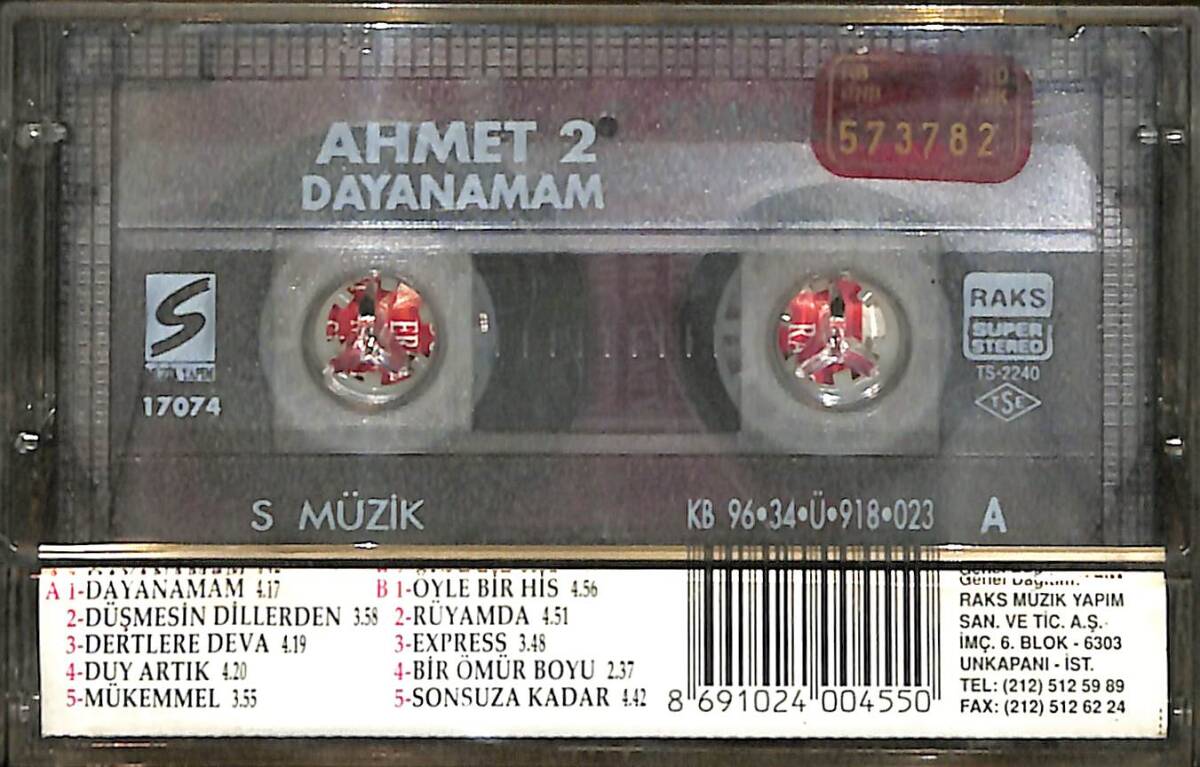 573782
AHMET 2
DAYANAMAM
S
17074
RAKS
SUPER
STEREO
TS-2240
TSE
S MÜZİK
KB 96•34•Ü•918•023
A
A 1-DAYANAMAM 4.17
2-DÜŞMESİN DİLLERDEN 3.58
3-DERTLERE DEVA 4.19
4-DUY ARTIK 4.20
5-MÜKEMMEL 3.55
B 1-ÖYLE BİR HİS 4.56
2-RÜYAMDA 4.51
3-EXPRESS 3.48
4-BİR ÖMÜR BOYU 2.37
5-SONSUZA KADAR 4.42
8 691024 004550
Genel Dağıtım:
RAKS MÜZİK YAPIM
SAN. VE TİC. A.Ş.
İMÇ. 6. BLOK - 6303
UNKAPANI - İST.
TEL: (212) 512 59 89
FAX: (212) 512 62 24